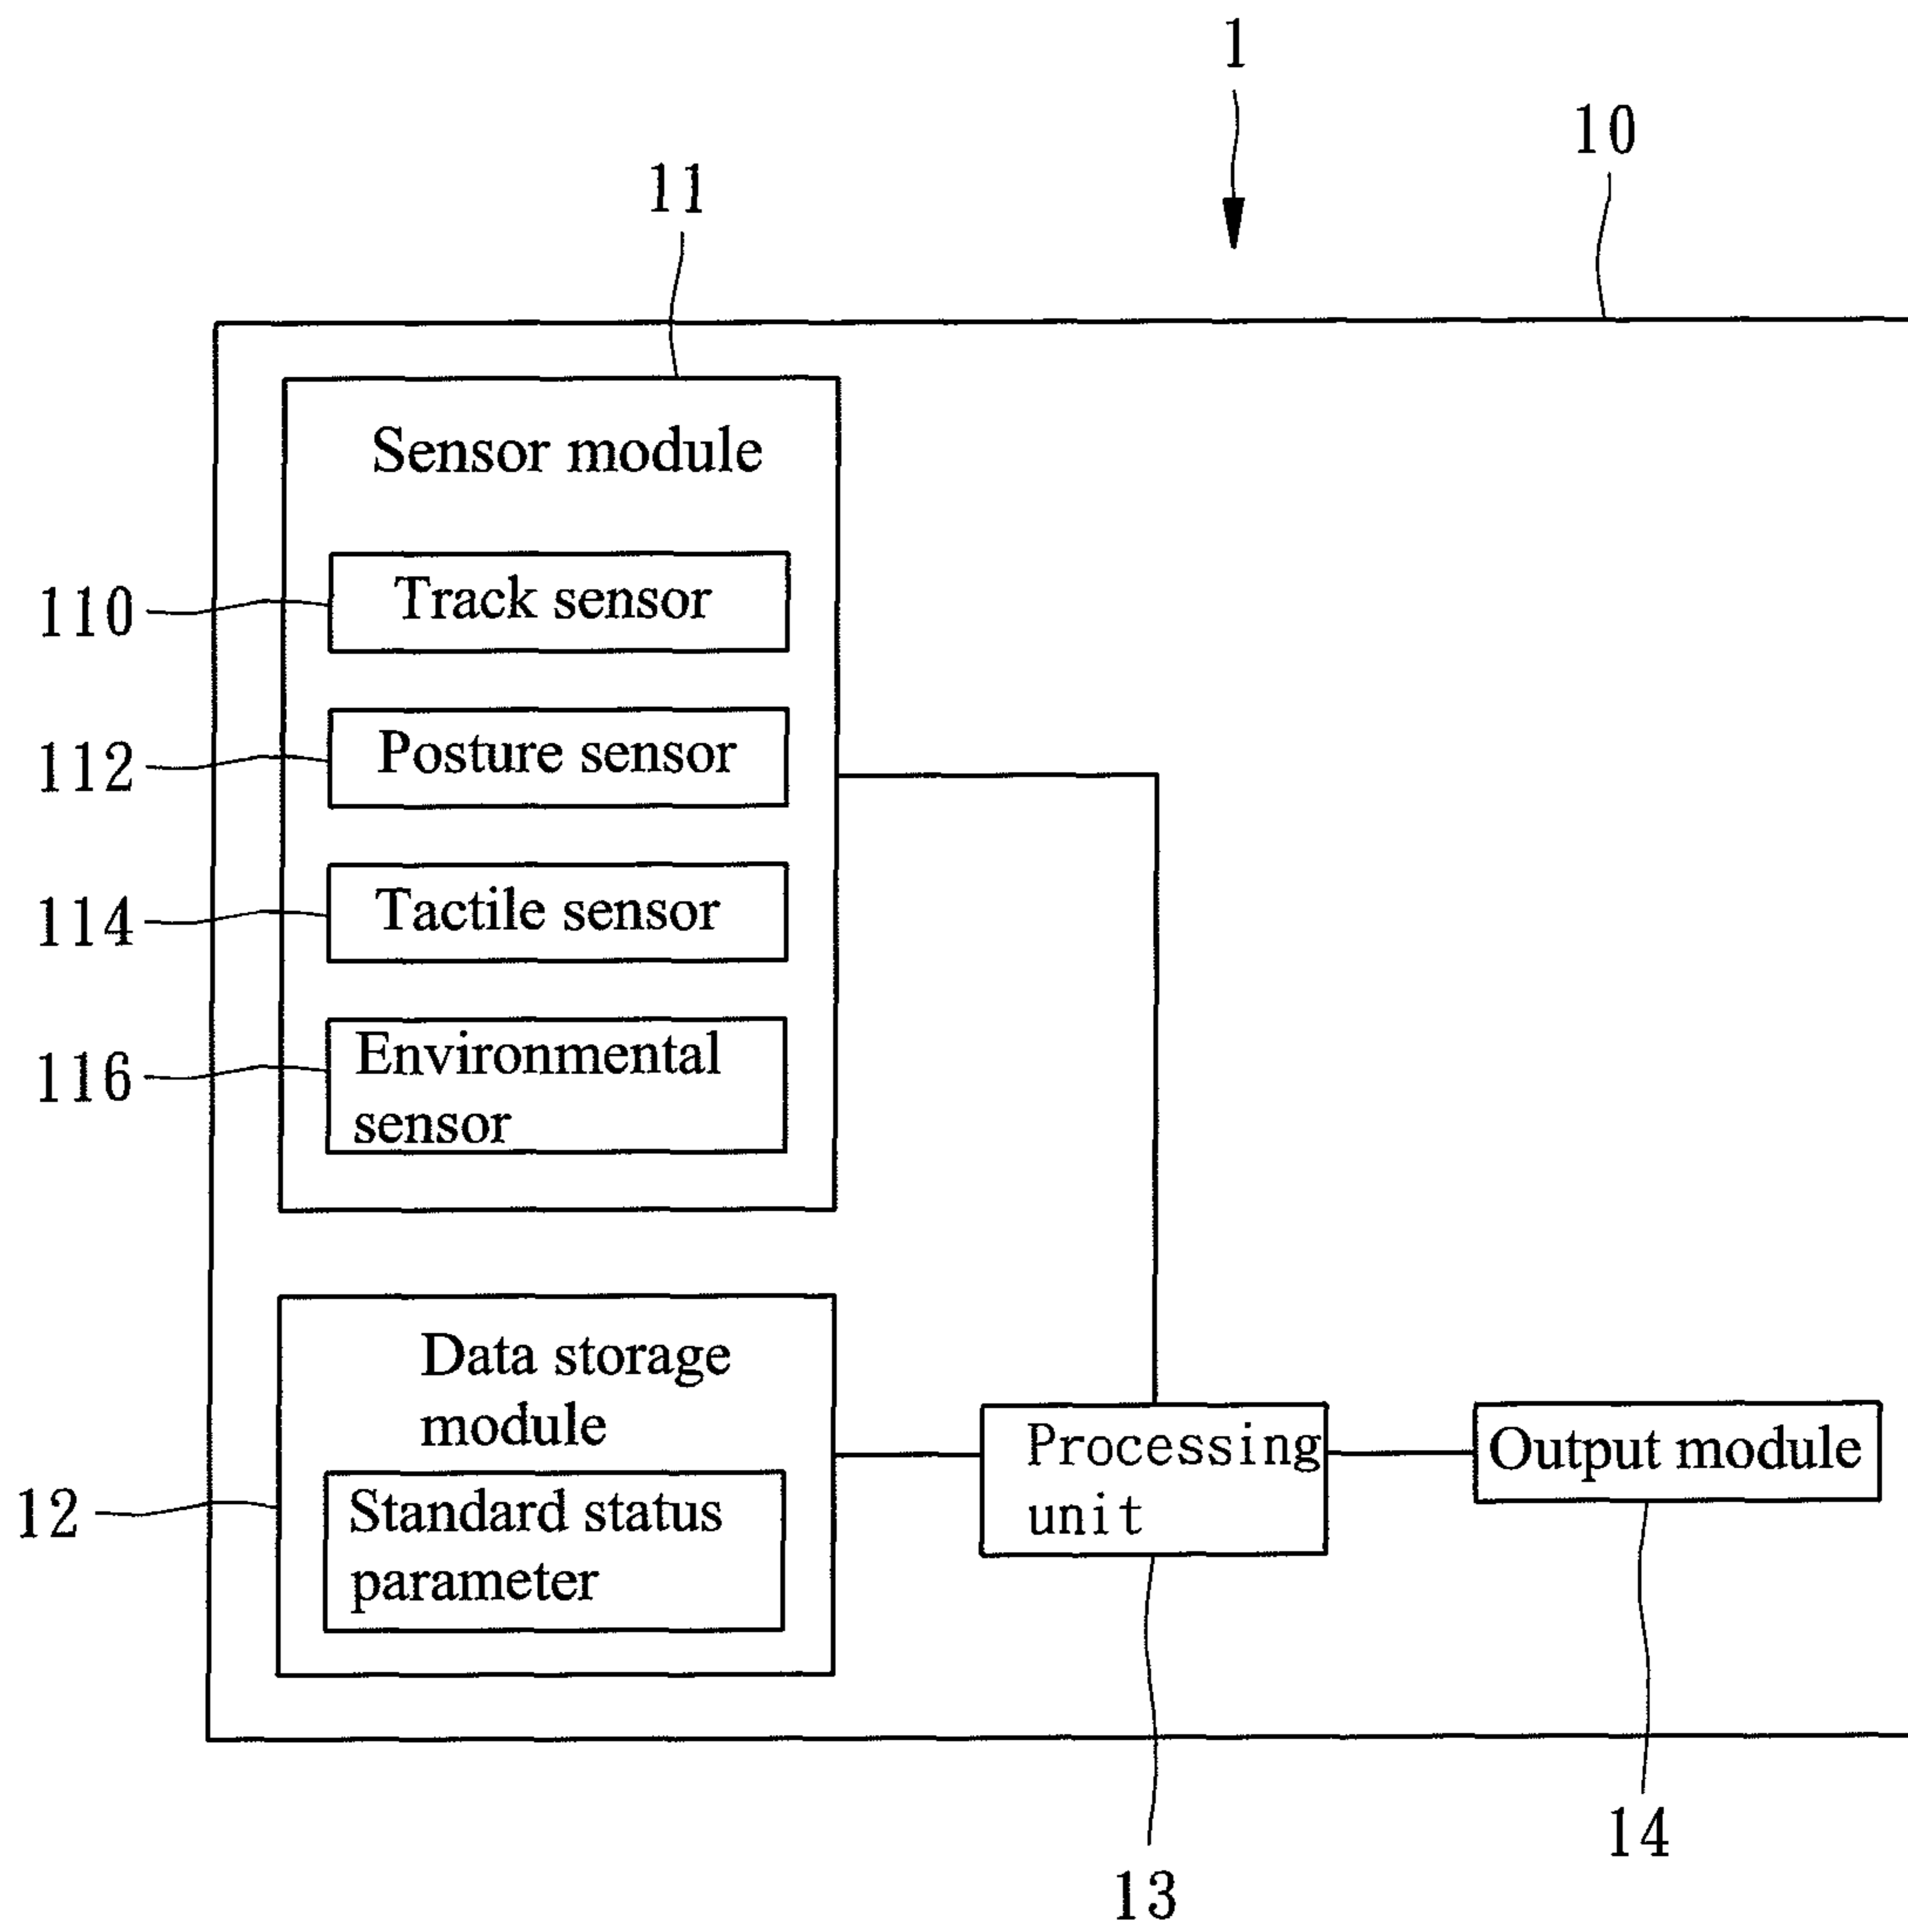 1
10
11
Sensor module
110
Track sensor
112
Posture sensor
114
Tactile sensor
116
Environmental
sensor
Data storage
module
12
Standard status
parameter
Processing
unit
Output module
13
14